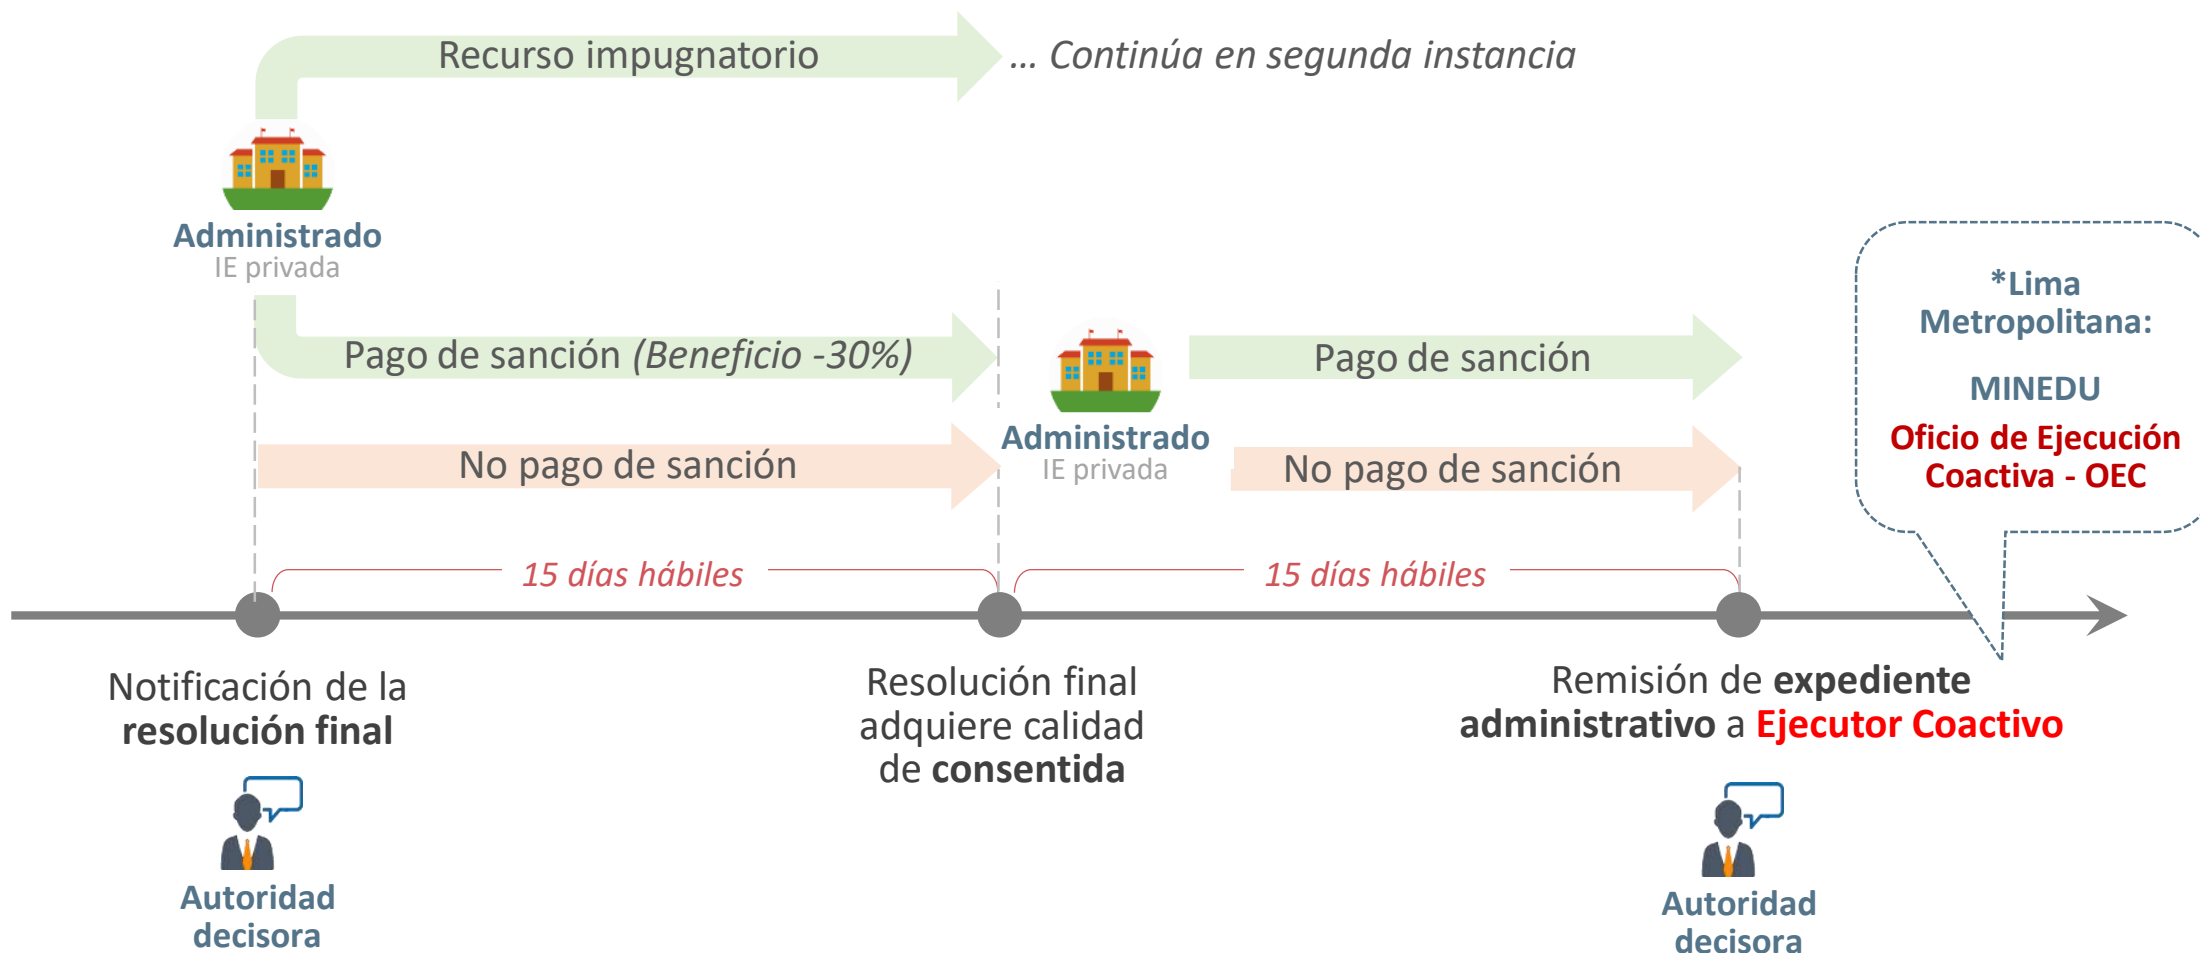 Recurso impugnatorio
... Continúa en segunda instancia
Administrado
IE privada
Pago de sanción (Beneficio -30%)
No pago de sanción
Administrado
IE privada
Pago de sanción
No pago de sanción
*Lima
Metropolitana:
MINEDU
Oficio de Ejecución
Coactiva - OEC
15 días hábiles
15 días hábiles
Notificación de la
resolución final
Autoridad
decisora
Resolución final
adquiere calidad
de consentida
Remisión de expediente
administrativo a Ejecutor Coactivo
Autoridad
decisora